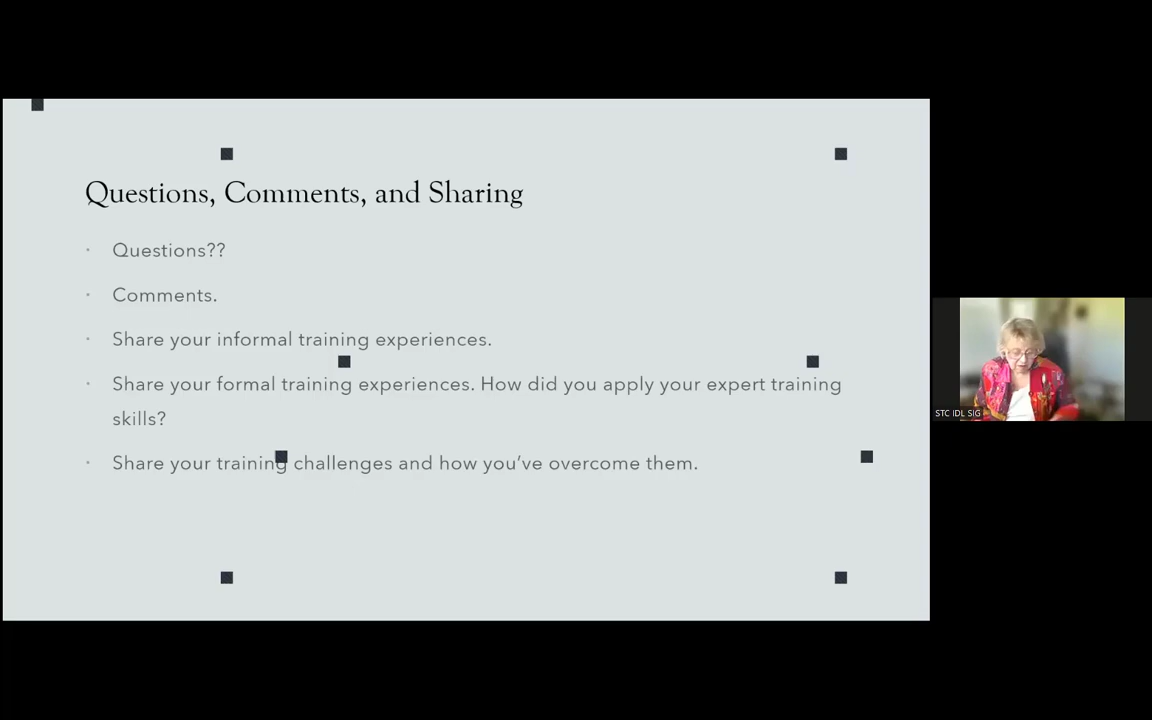 Questions, Comments, and Sharing
Questions??
Comments.
Share your informal training experiences.
Share your formal training experiences. How did you apply your expert training
skills?
Share your training challenges and how you’ve overcome them.
STC IDL SIG